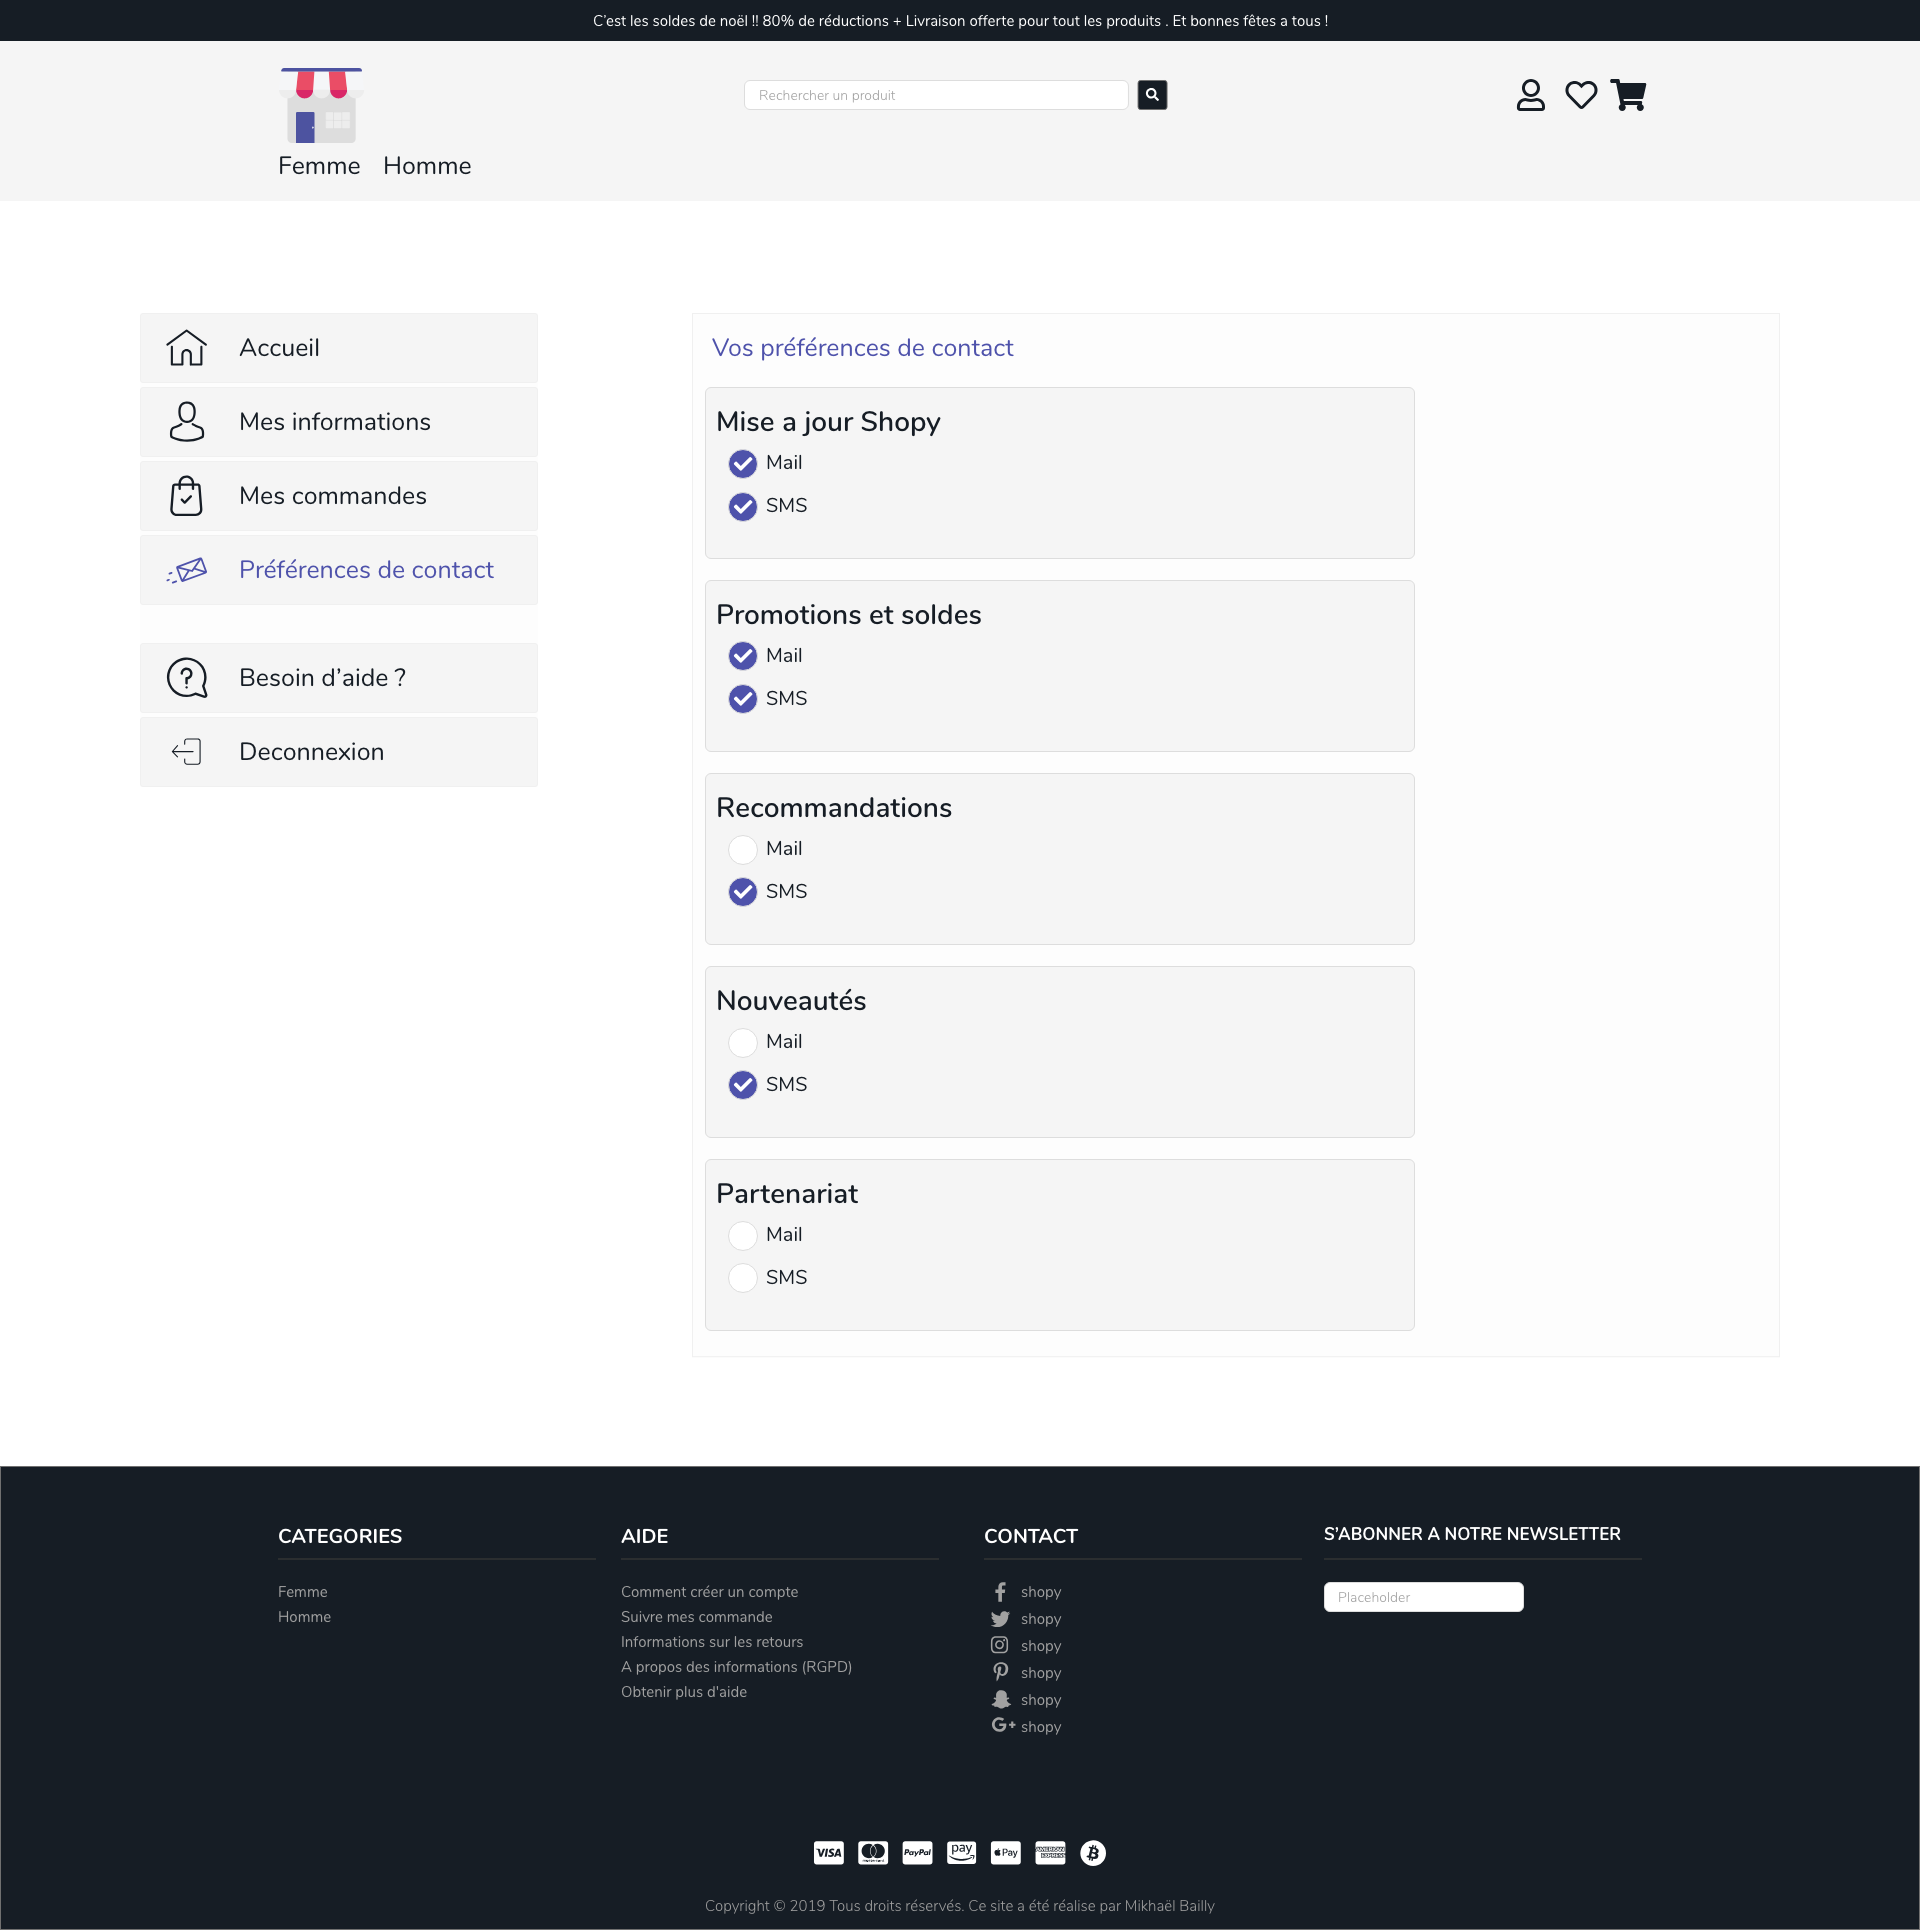 C'est les soldes de noël !! 80% de réductions + Livraison offerte pour tout les produits . Et bonnes fêtes a tous !
Rechercher un produit
Femme Homme
Accueil
Mes informations
Mes commandes
Préférences de contact
Besoin d’aide ?
Deconnexion
Vos préférences de contact
Mise a jour Shopy
Mail
SMS
Promotions et soldes
Mail
SMS
Recommandations
Mail
SMS
Nouveautés
Mail
SMS
Partenariat
Mail
SMS
CATEGORIES
Femme
Homme
AIDE
Comment créer un compte
Suivre mes commande
Informations sur les retours
A propos des informations (RGPD)
Obtenir plus d'aide
CONTACT
shopy
shopy
shopy
shopy
shopy
shopy
S’ABONNER A NOTRE NEWSLETTER
Placeholder
VISA PayPal pay Pay AMERICAN EXPRESS
Copyright © 2019 Tous droits réservés. Ce site a été réalise par Mikhaël Bailly